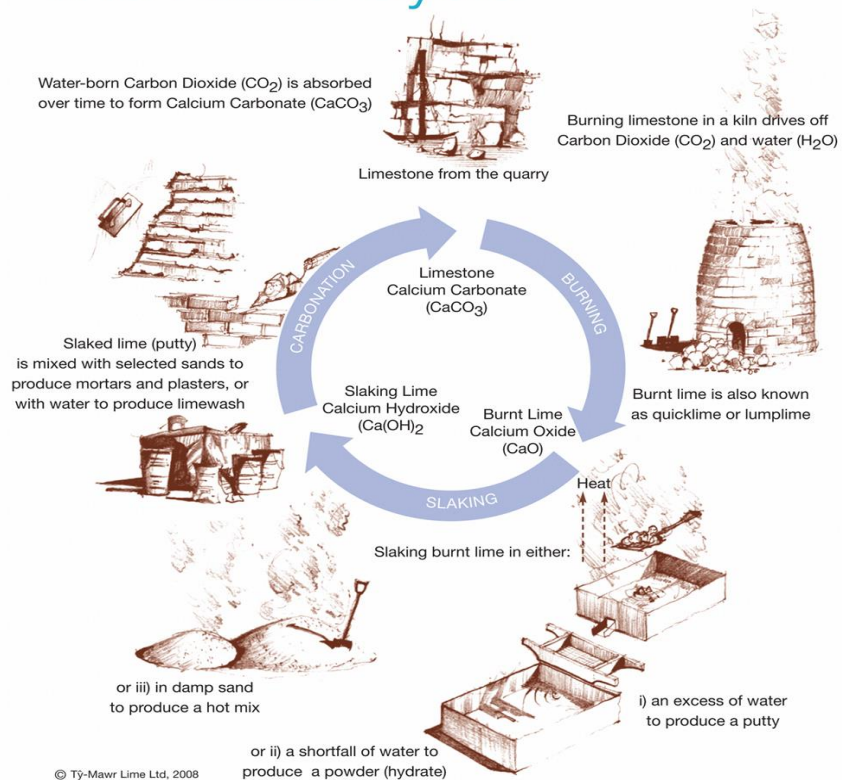 Water-born Carbon Dioxide (CO2) is absorbed
over time to form Calcium Carbonate (CaCO3)
Limestone from the quarry
Burning limestone in a kiln drives off
Carbon Dioxide (CO2) and water (H2O)
CARBONATION
BURNING
Limestone
Calcium Carbonate
(CaCO3)
Slaked lime (putty)
is mixed with selected sands to
produce mortars and plasters, or
with water to produce limewash
Slaking Lime
Calcium Hydroxide
(Ca(OH)2
Burnt Lime
Calcium Oxide
(CaO)
Burnt lime is also known
as quicklime or lumplime
SLAKING
Heat
Slaking burnt lime in either:
or iii) in damp sand
to produce a hot mix
i) an excess of water
to produce a putty
or ii) a shortfall of water to
produce a powder (hydrate)
© Tŷ-Mawr Lime Ltd, 2008